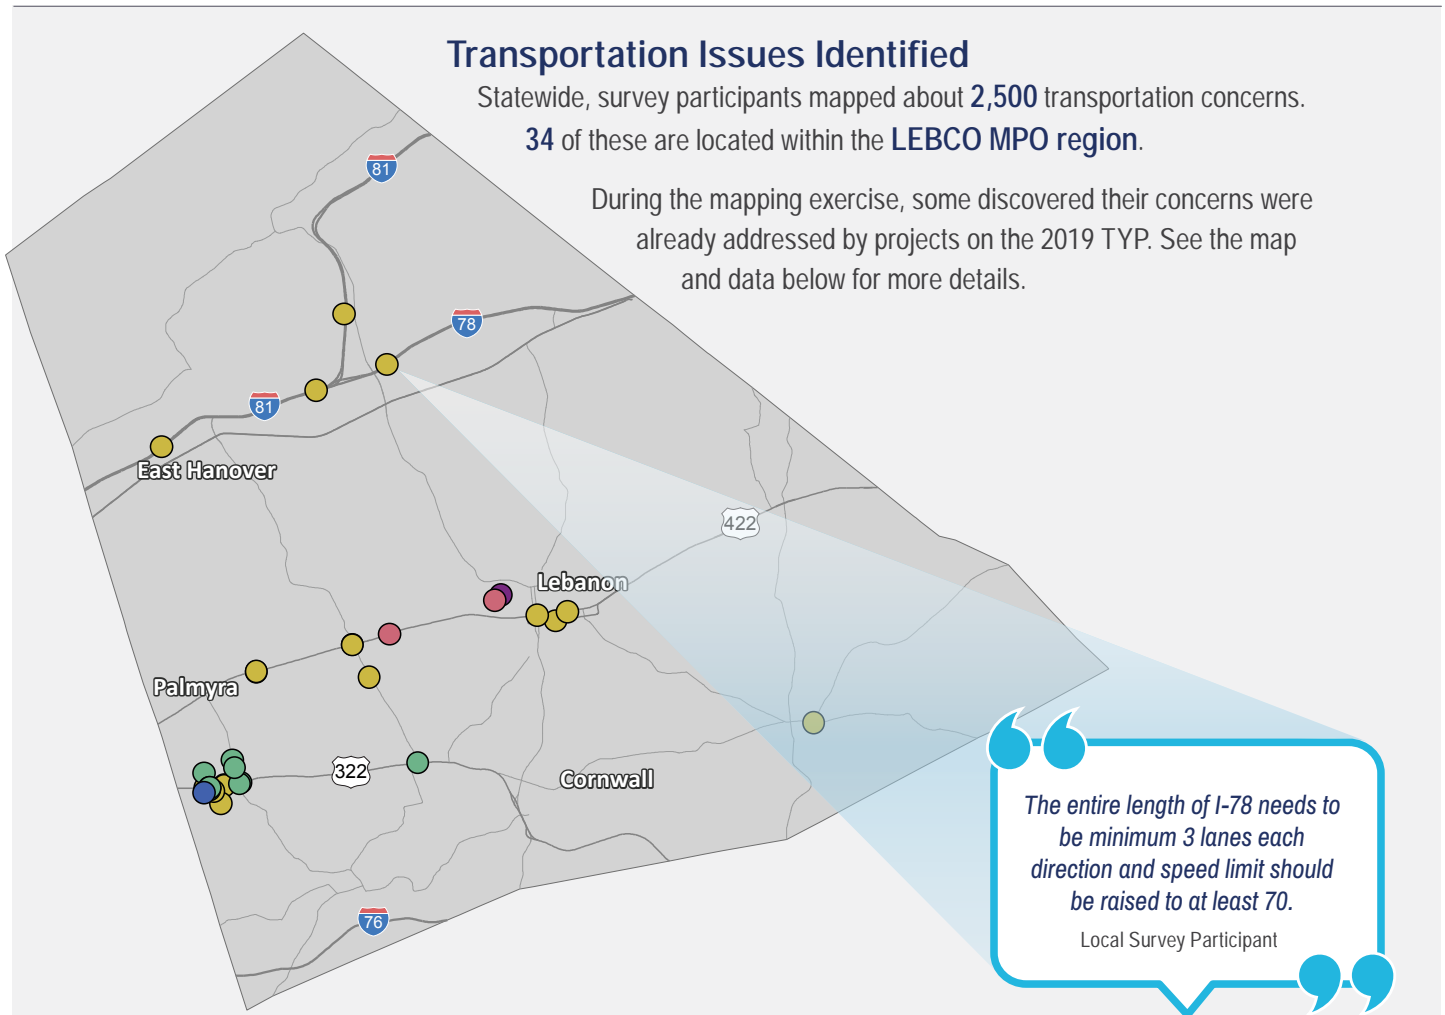 Transportation Issues Identified
Statewide, survey participants mapped about 2,500 transportation concerns.
34 of these are located within the LEBCO MPO region.
During the mapping exercise, some discovered their concerns were
already addressed by projects on the 2019 TYP. See the map
and data below for more details.
81
78
81
East Hanover
422
Lebanon
Palmyra
322
Cornwall
76
The entire length of I-78 needs to
be minimum 3 lanes each
direction and speed limit should
be raised to at least 70.
Local Survey Participant